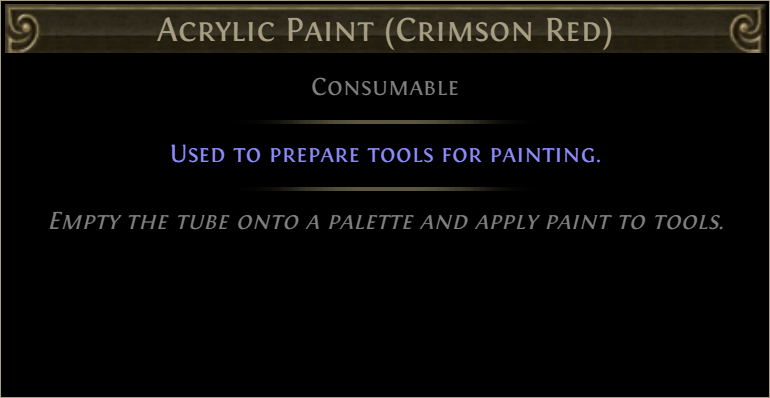 Acrylic Paint (Crimson Red)
Consumable
Used to prepare tools for painting.
Empty the tube onto a palette and apply paint to tools.